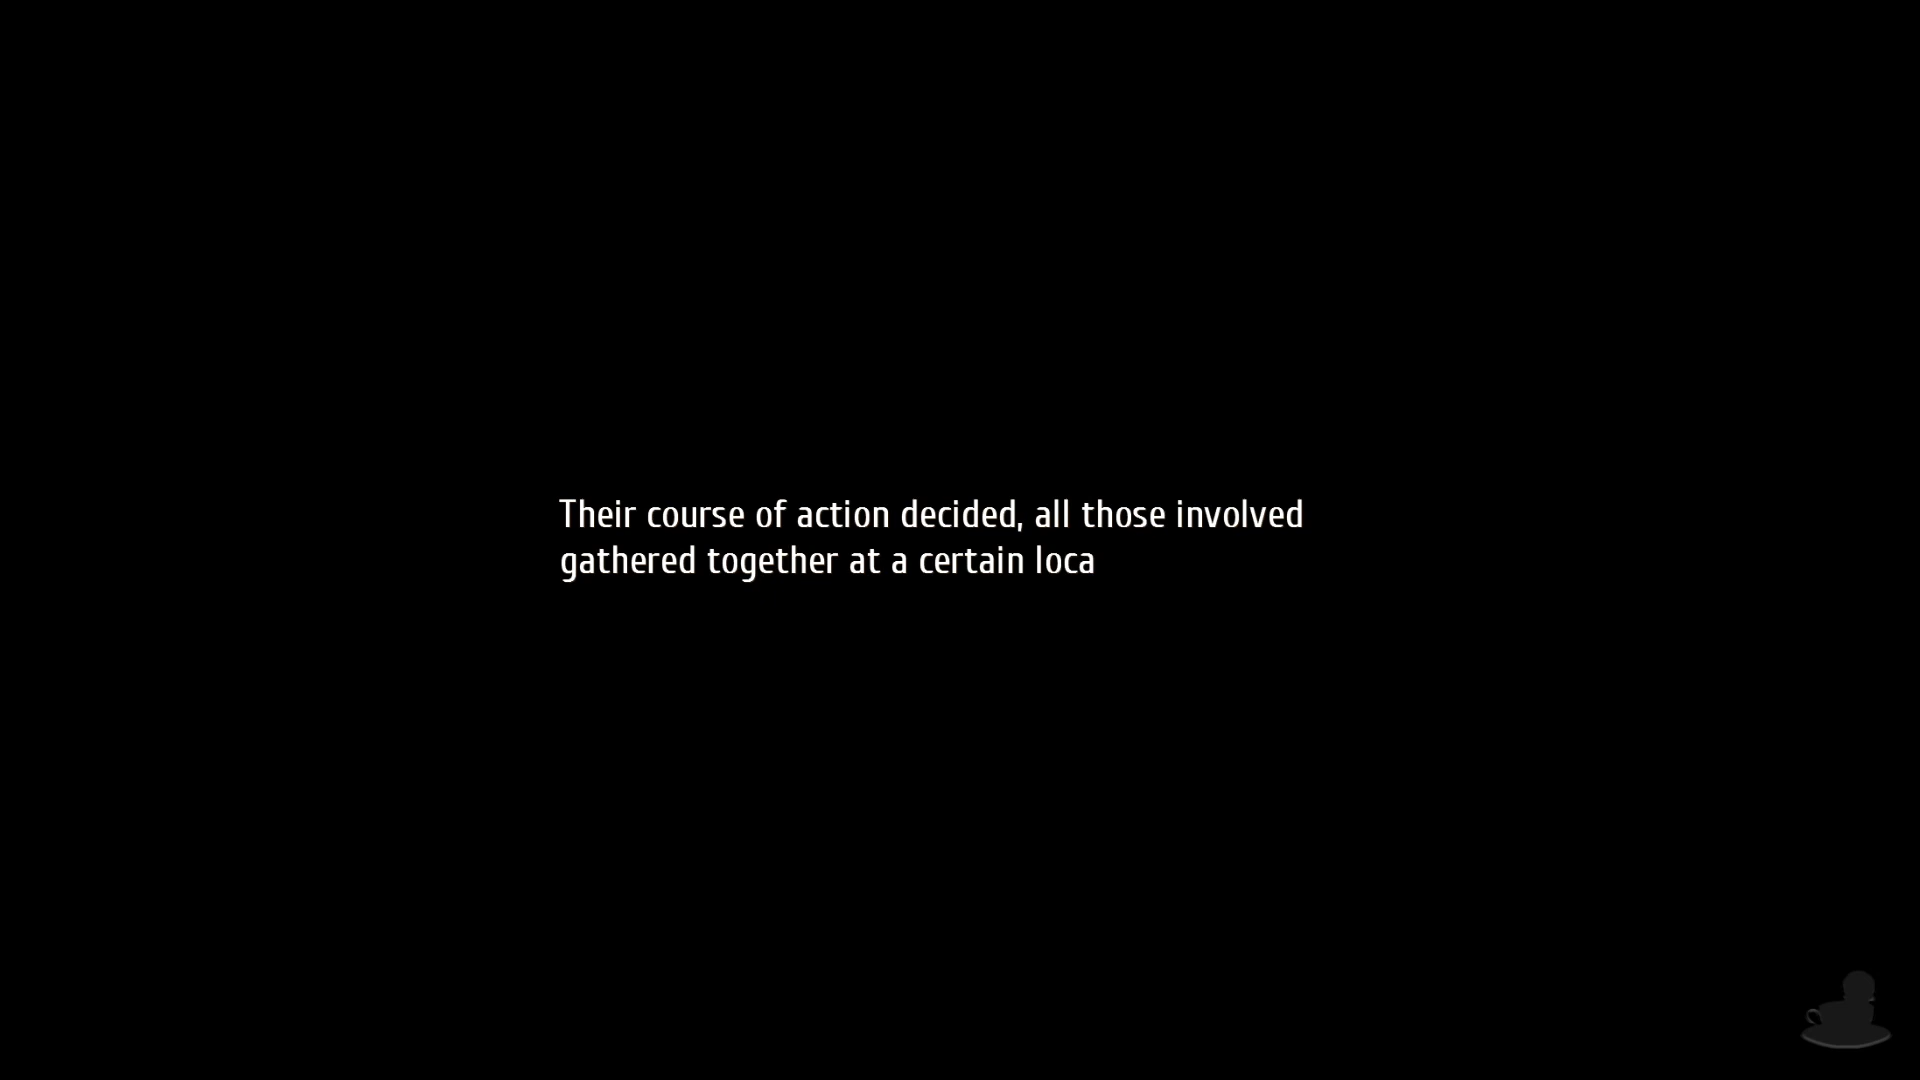 Their course of action decided, all those involved
gathered together at a certain loca